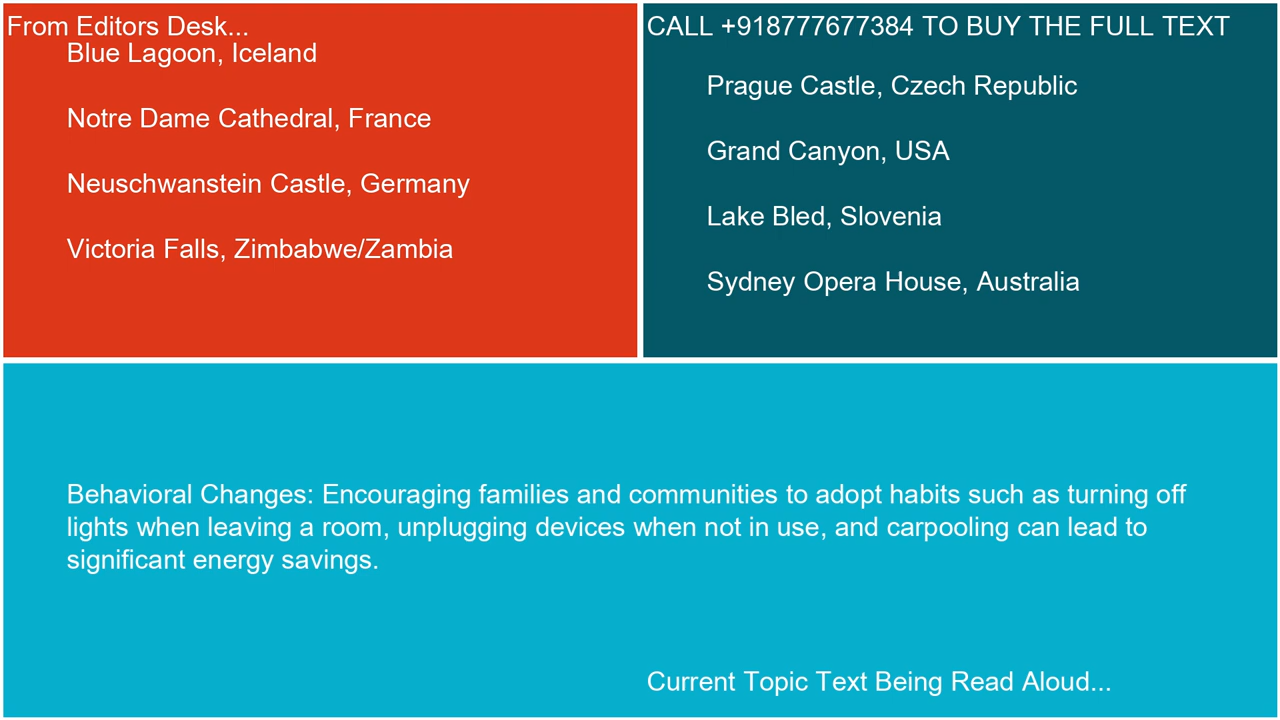 From Editors Desk...
Blue Lagoon, Iceland
Notre Dame Cathedral, France
Neuschwanstein Castle, Germany
Victoria Falls, Zimbabwe/Zambia
CALL +918777677384 TO BUY THE FULL TEXT
Prague Castle, Czech Republic
Grand Canyon, USA
Lake Bled, Slovenia
Sydney Opera House, Australia
Behavioral Changes: Encouraging families and communities to adopt habits such as turning off
lights when leaving a room, unplugging devices when not in use, and carpooling can lead to
significant energy savings.
Current Topic Text Being Read Aloud...